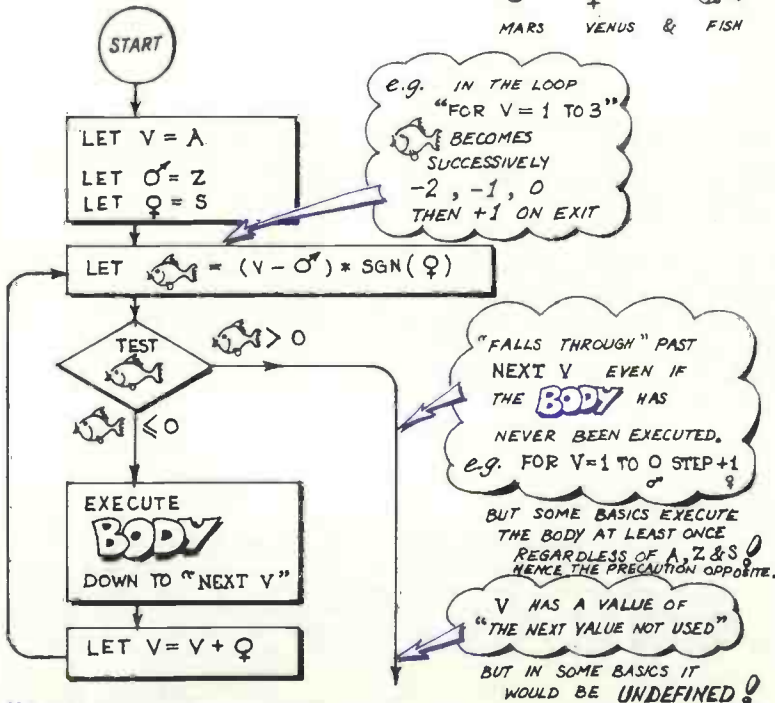 MARS VENUS & FISH
START
LET V = A
LET ♂ = Z
LET ♀ = S
e.g. IN THE LOOP
"FOR V = 1 TO 3"
BECOMES
SUCCESSIVELY
-2, -1, 0
THEN +1 ON EXIT
LET = (V - ♂) * SGN(♀)
TEST
> 0
≤ 0
"FALLS THROUGH" PAST
NEXT V EVEN IF
THE BODY HAS
NEVER BEEN EXECUTED.
e.g. FOR V=1 TO 0 STEP+1
♂ ♀
BUT SOME BASICS EXECUTE
THE BODY AT LEAST ONCE
REGARDLESS OF A, Z & S!
HENCE THE PRECAUTION OPPOSITE.
EXECUTE
BODY
DOWN TO "NEXT V"
LET V = V + ♀
V HAS A VALUE OF
"THE NEXT VALUE NOT USED"
BUT IN SOME BASICS IT
WOULD BE UNDEFINED!